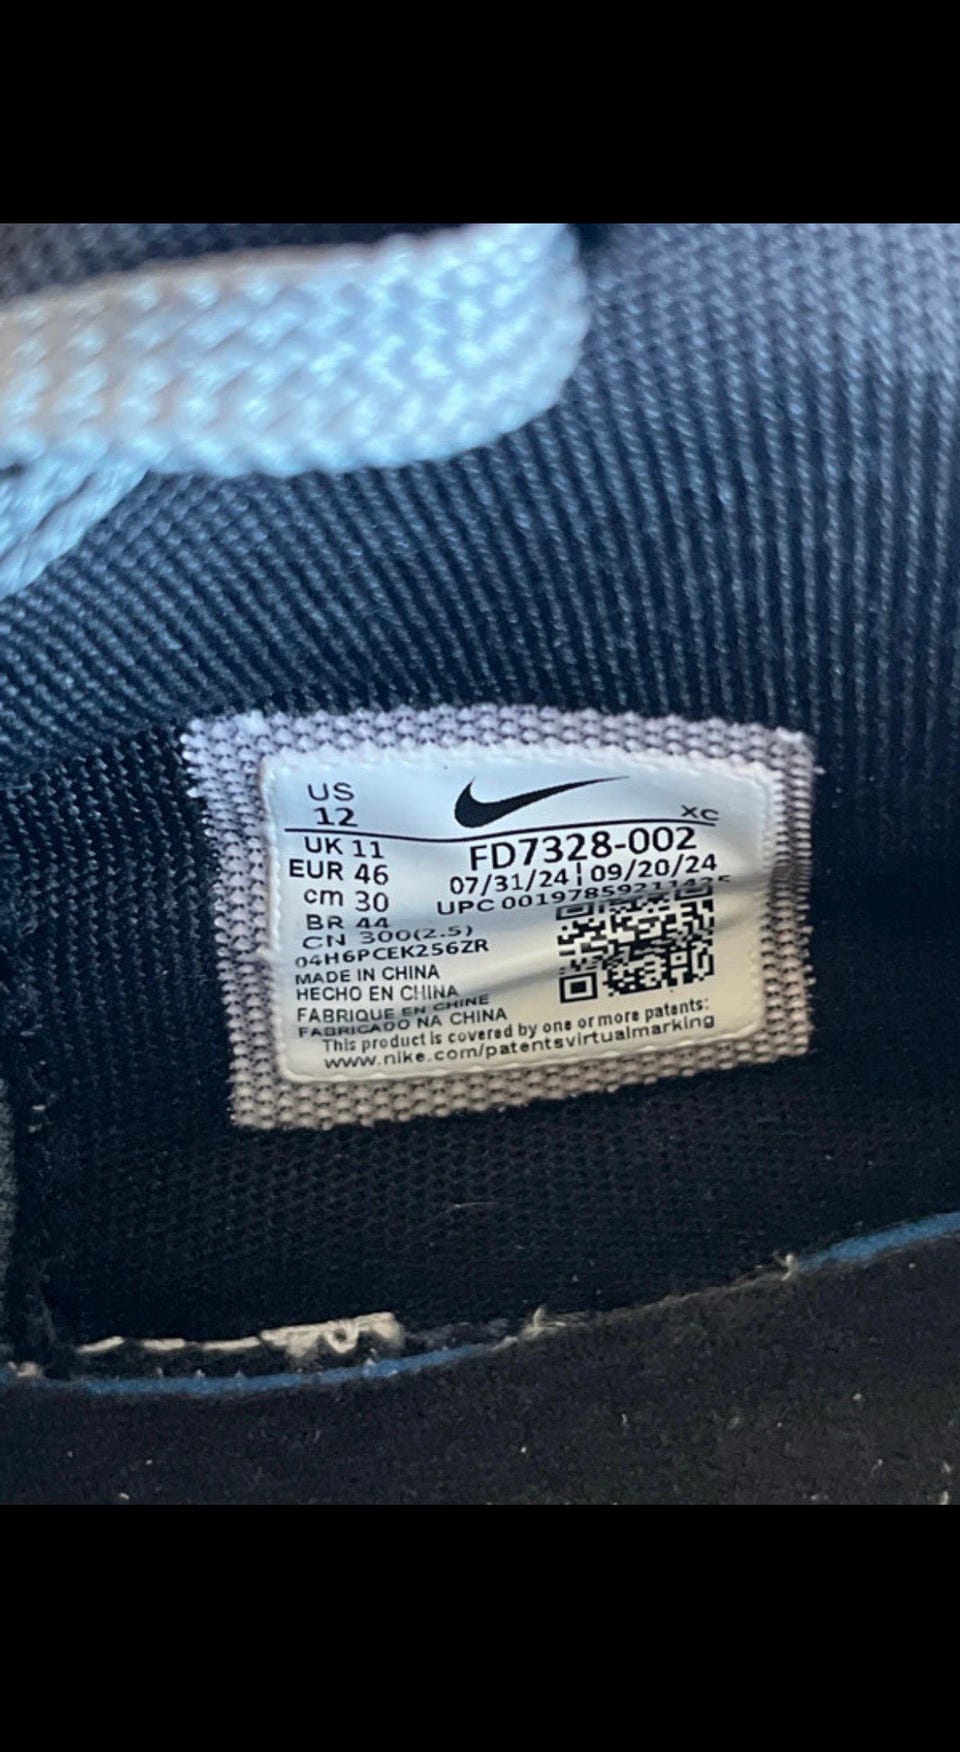 US
12
XC
UK 11
FD7328-002
EUR 46
07/31/24 09/20/24
cm 30
UPC
BR 44
CN 300(2.5)
04H6PCEK256ZR
MADE IN CHINA
HECHO EN CHINA
FABRIQUE EN CHINE
FABRICADO NA CHINA
This product is covered by one or more patents:
www.nike.com/patentsvirtualmarking